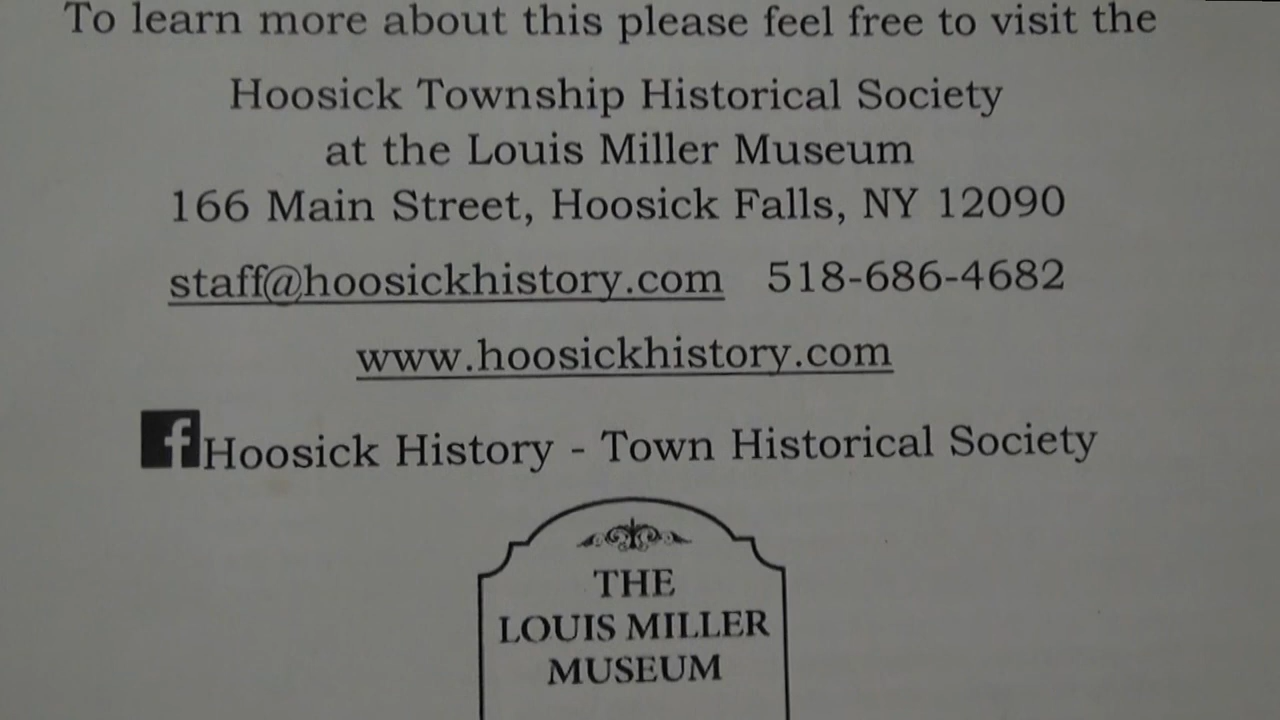 To learn more about this please feel free to visit the
Hoosick Township Historical Society
at the Louis Miller Museum
166 Main Street, Hoosick Falls, NY 12090
staff@hoosickhistory.com 518-686-4682
www.hoosickhistory.com
f Hoosick History - Town Historical Society
THE
LOUIS MILLER
MUSEUM